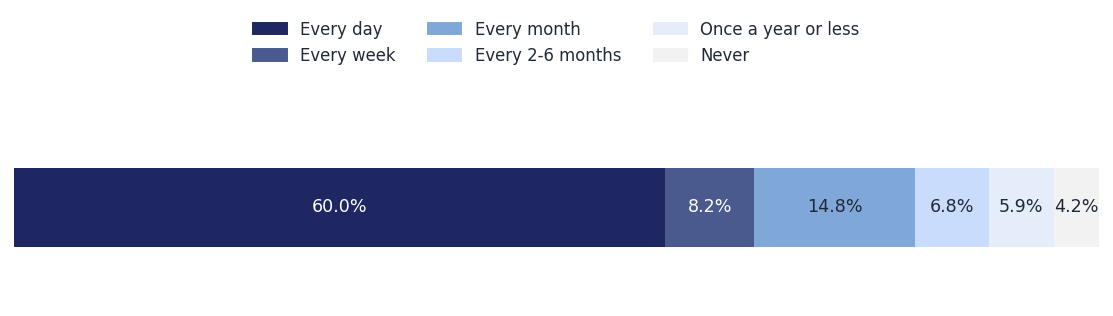 Every day
Every week
Every month
Every 2-6 months
Once a year or less
Never
60.0%
8.2%
14.8%
6.8%
5.9%
4.2%